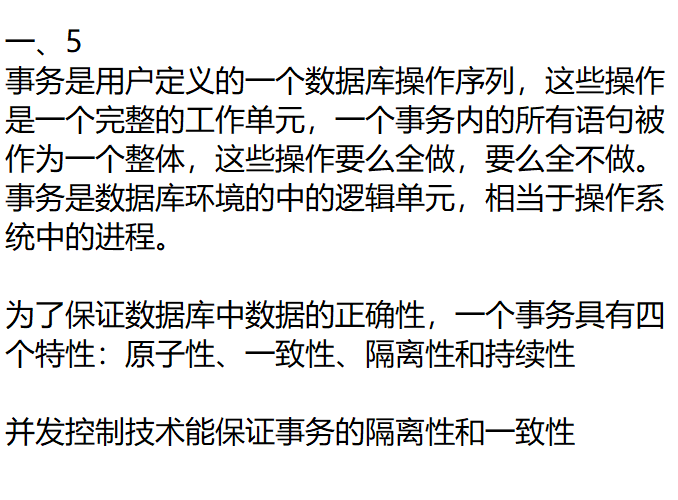 一、5
事务是用户定义的一个数据库操作序列，这些操作
是一个完整的工作单元，一个事务内的所有语句被
作为一个整体，这些操作要么全做，要么全不做。
事务是数据库环境的中的逻辑单元，相当于操作系
统中的进程。
为了保证数据库中数据的正确性，一个事务具有四
个特性：原子性、一致性、隔离性和持续性
并发控制技术能保证事务的隔离性和一致性